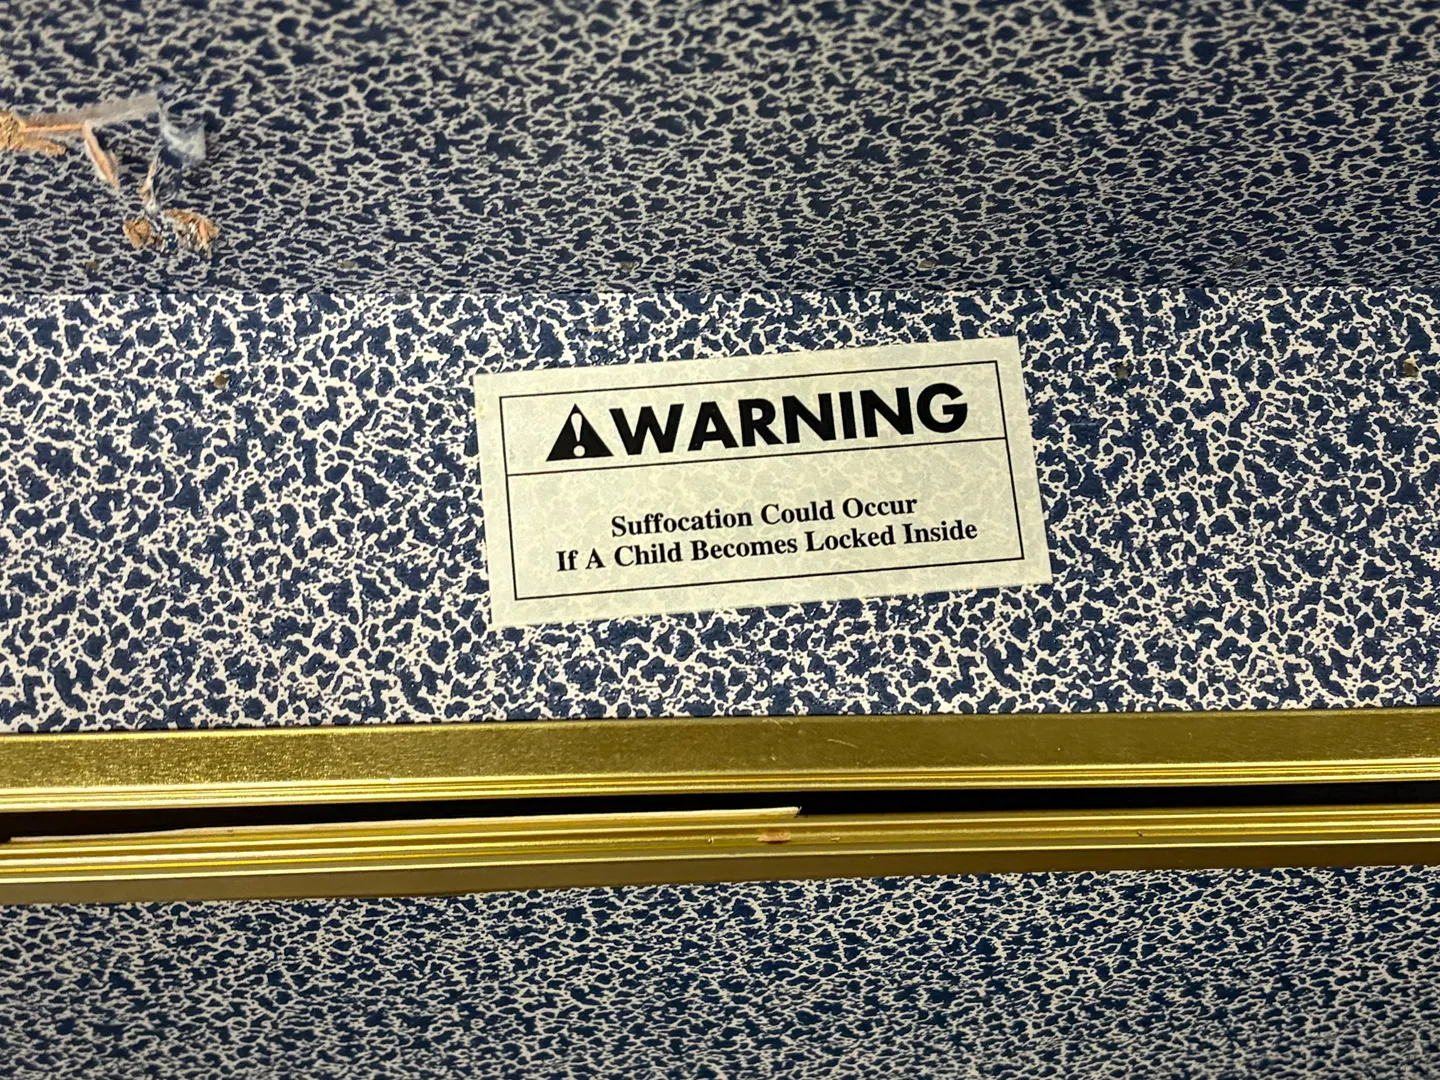 WARNING
Suffocation Could Occur
If A Child Becomes Locked Inside